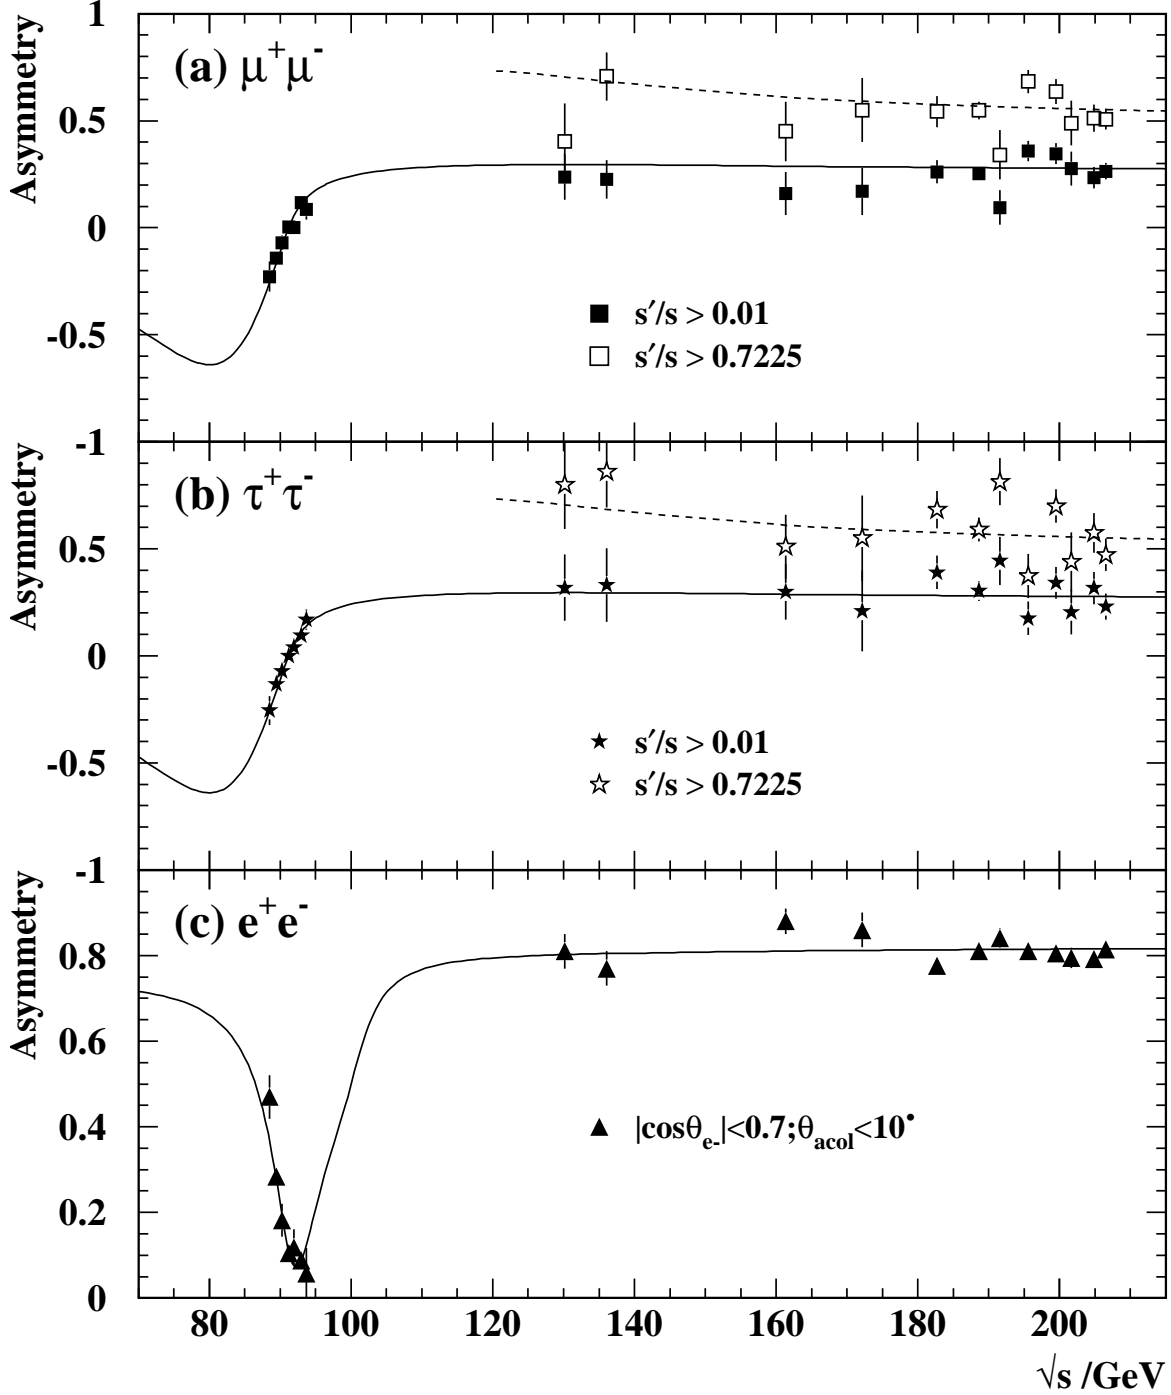 1
(a) μ+μ-
Asymmetry
0.5
0
s′/s > 0.01
-0.5
s′/s > 0.7225
-1
(b) τ+τ-
Asymmetry
0.5
0
s′/s > 0.01
-0.5
s′/s > 0.7225
-1
(c) e+e-
Asymmetry
0.8
0.6
0.4
|cosθe-|<0.7;θacol<10•
0.2
0
80 100 120 140 160 180 200
√s /GeV